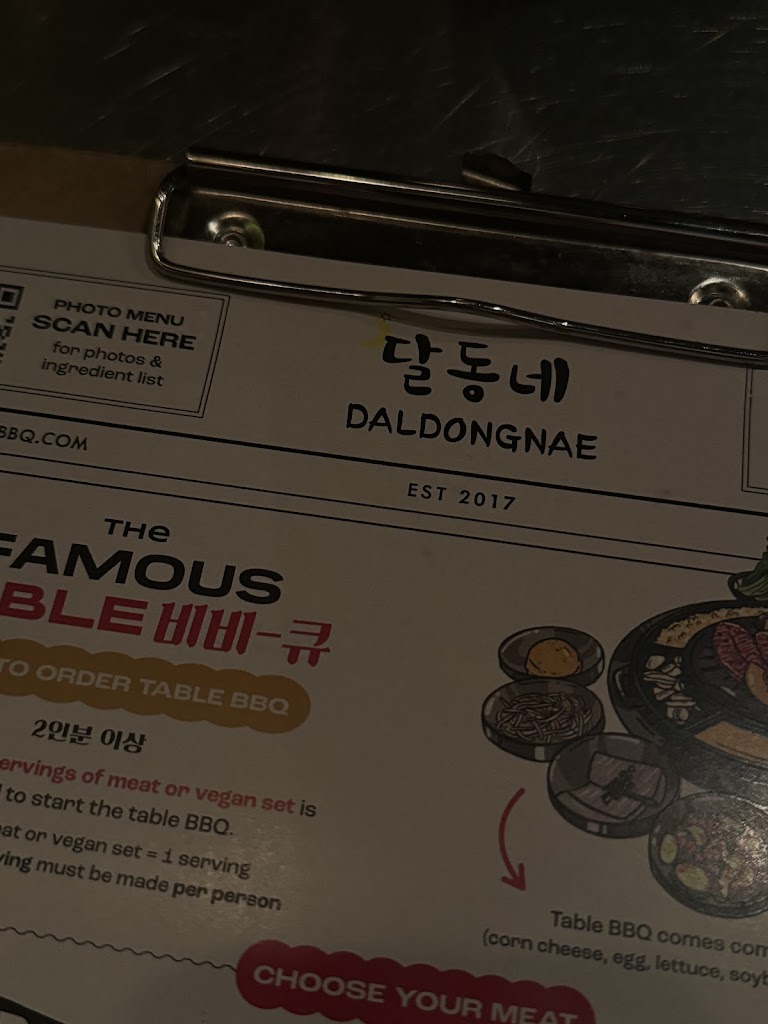 PHOTO MENU
SCAN HERE
for photos &
ingredient list
달동네
DALDONGNAE
BBQ.COM
EST 2017
THe
FAMOUS
BLE 비비-큐
TO ORDER TABLE BBQ
2인분 이상
ervings of meat or vegan set is
to start the table BBQ.
at or vegan set = 1 serving
ving must be made per person
Table BBQ comes com
(corn cheese, egg, lettuce, soyb
CHOOSE YOUR MEAT